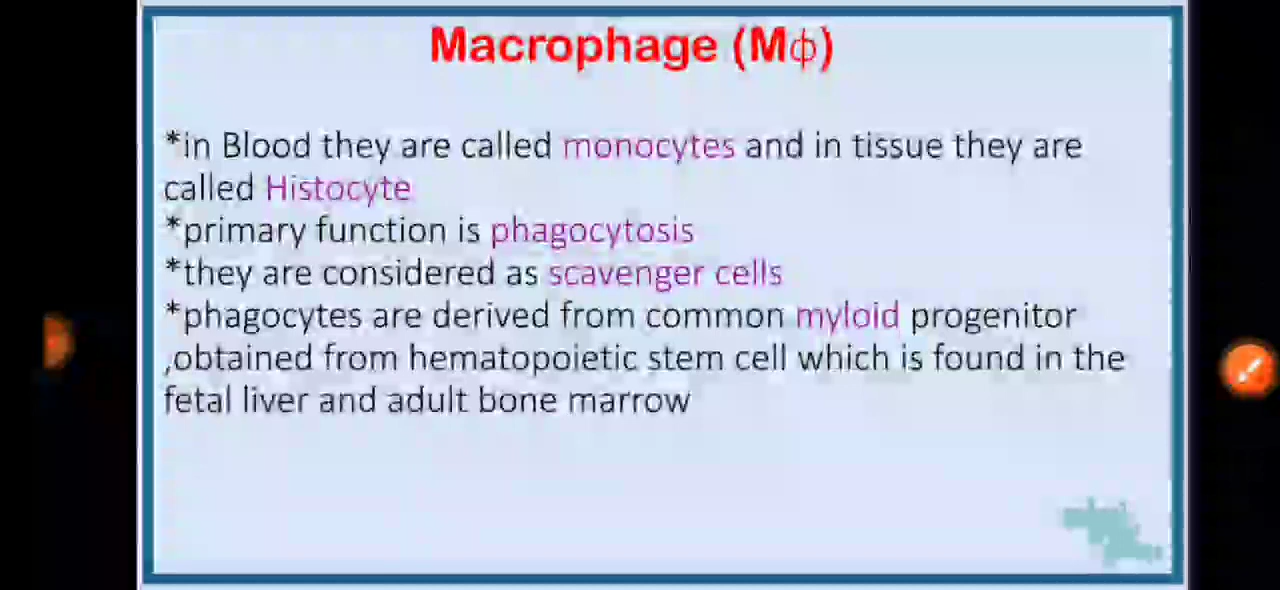 Macrophage (Mϕ)
*in Blood they are called monocytes and in tissue they are
called Histocyte
*primary function is phagocytosis
*they are considered as scavenger cells
*phagocytes are derived from common myloid progenitor
,obtained from hematopoietic stem cell which is found in the
fetal liver and adult bone marrow